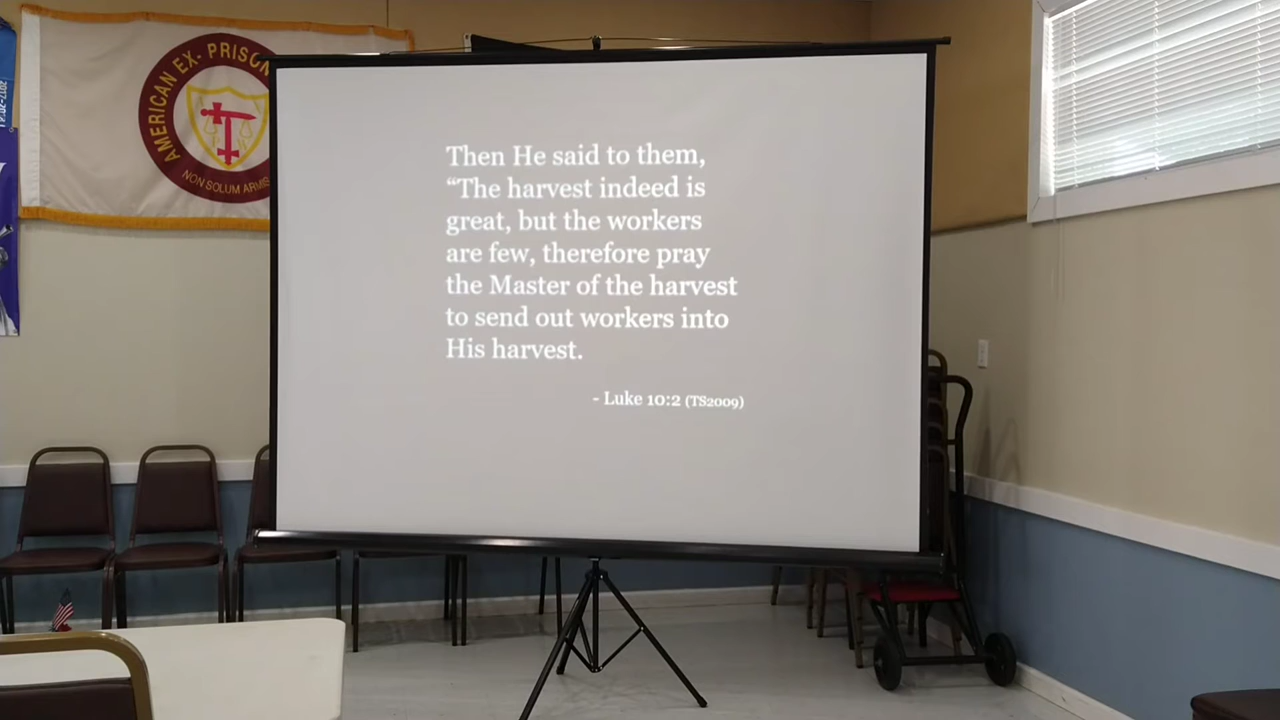 AMERICAN EX-PRISON
NON SOLUM ARMIS
Then He said to them,
“The harvest indeed is
great, but the workers
are few, therefore pray
the Master of the harvest
to send out workers into
His harvest.
- Luke 10:2 (TS2009)